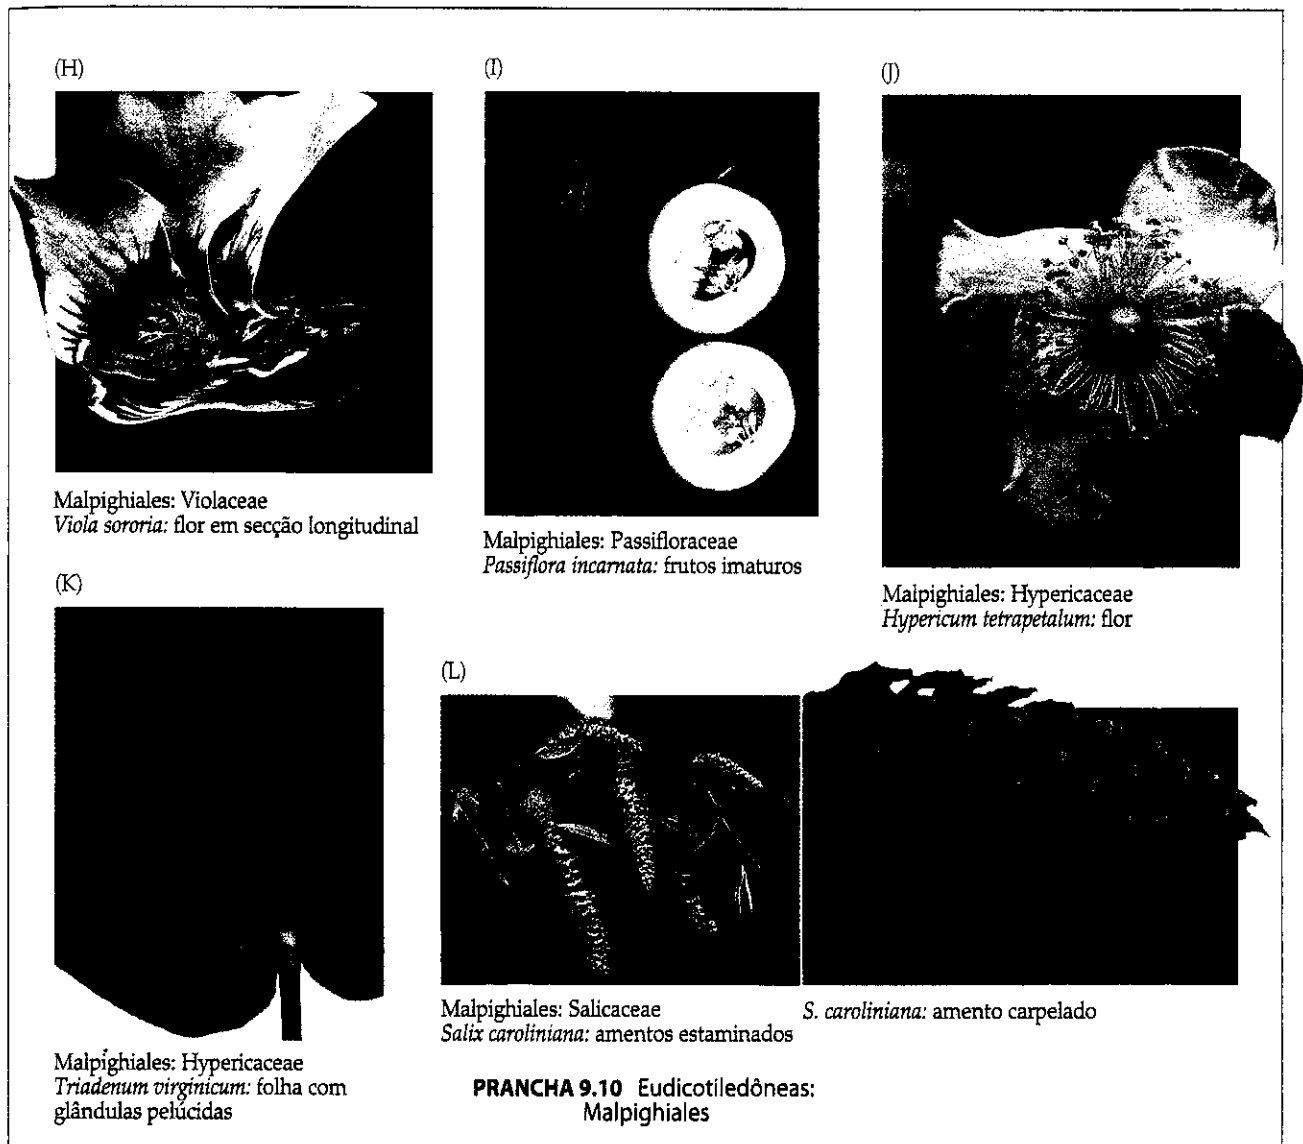 (H)
Malpighiales: Violaceae
Viola sororia: flor em secção longitudinal
(I)
Malpighiales: Passifloraceae
Passiflora incarnata: frutos imaturos
(J)
Malpighiales: Hypericaceae
Hypericum tetrapetalum: flor
(K)
Malpighiales: Hypericaceae
Triadenum virginicum: folha com
glândulas pelúcidas
(L)
Malpighiales: Salicaceae
Salix caroliniana: amentos estaminados
S. caroliniana: amento carpelado
PRANCHA 9.10 Eudicotiledôneas:
Malpighiales